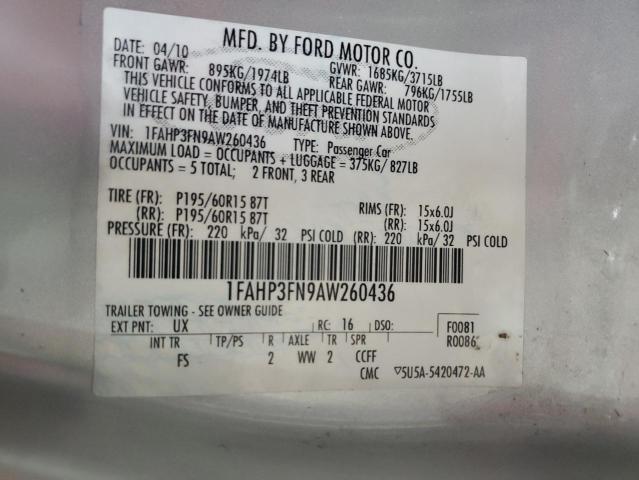 MFD. BY FORD MOTOR CO.
DATE: 04/10 GVWR: 1685KG/3715LB
FRONT GAWR: 895KG/1974LB REAR GAWR: 796KG/1755LB
THIS VEHICLE CONFORMS TO ALL APPLICABLE FEDERAL MOTOR
VEHICLE SAFETY, BUMPER, AND THEFT PREVENTION STANDARDS
IN EFFECT ON THE DATE OF MANUFACTURE SHOWN ABOVE.
VIN: 1FAHP3FN9AW260436 TYPE: Passenger Car
MAXIMUM LOAD = OCCUPANTS + LUGGAGE = 375KG/ 827LB
OCCUPANTS = 5 TOTAL; 2 FRONT, 3 REAR
TIRE (FR): P195/60R15 87T RIMS (FR): 15x6.0J
(RR): P195/60R15 87T (RR): 15x6.0J
PRESSURE (FR): 220 kPa/ 32 PSI COLD (RR): 220 kPa/ 32 PSI COLD
1FAHP3FN9AW260436
TRAILER TOWING - SEE OWNER GUIDE
EXT PNT: UX RC: 16 DSO: F0081
INT TR TP/PS R AXLE TR SPR R0086
FS 2 WW 2 CCFF
CMC ▽5U5A-5420472-AA